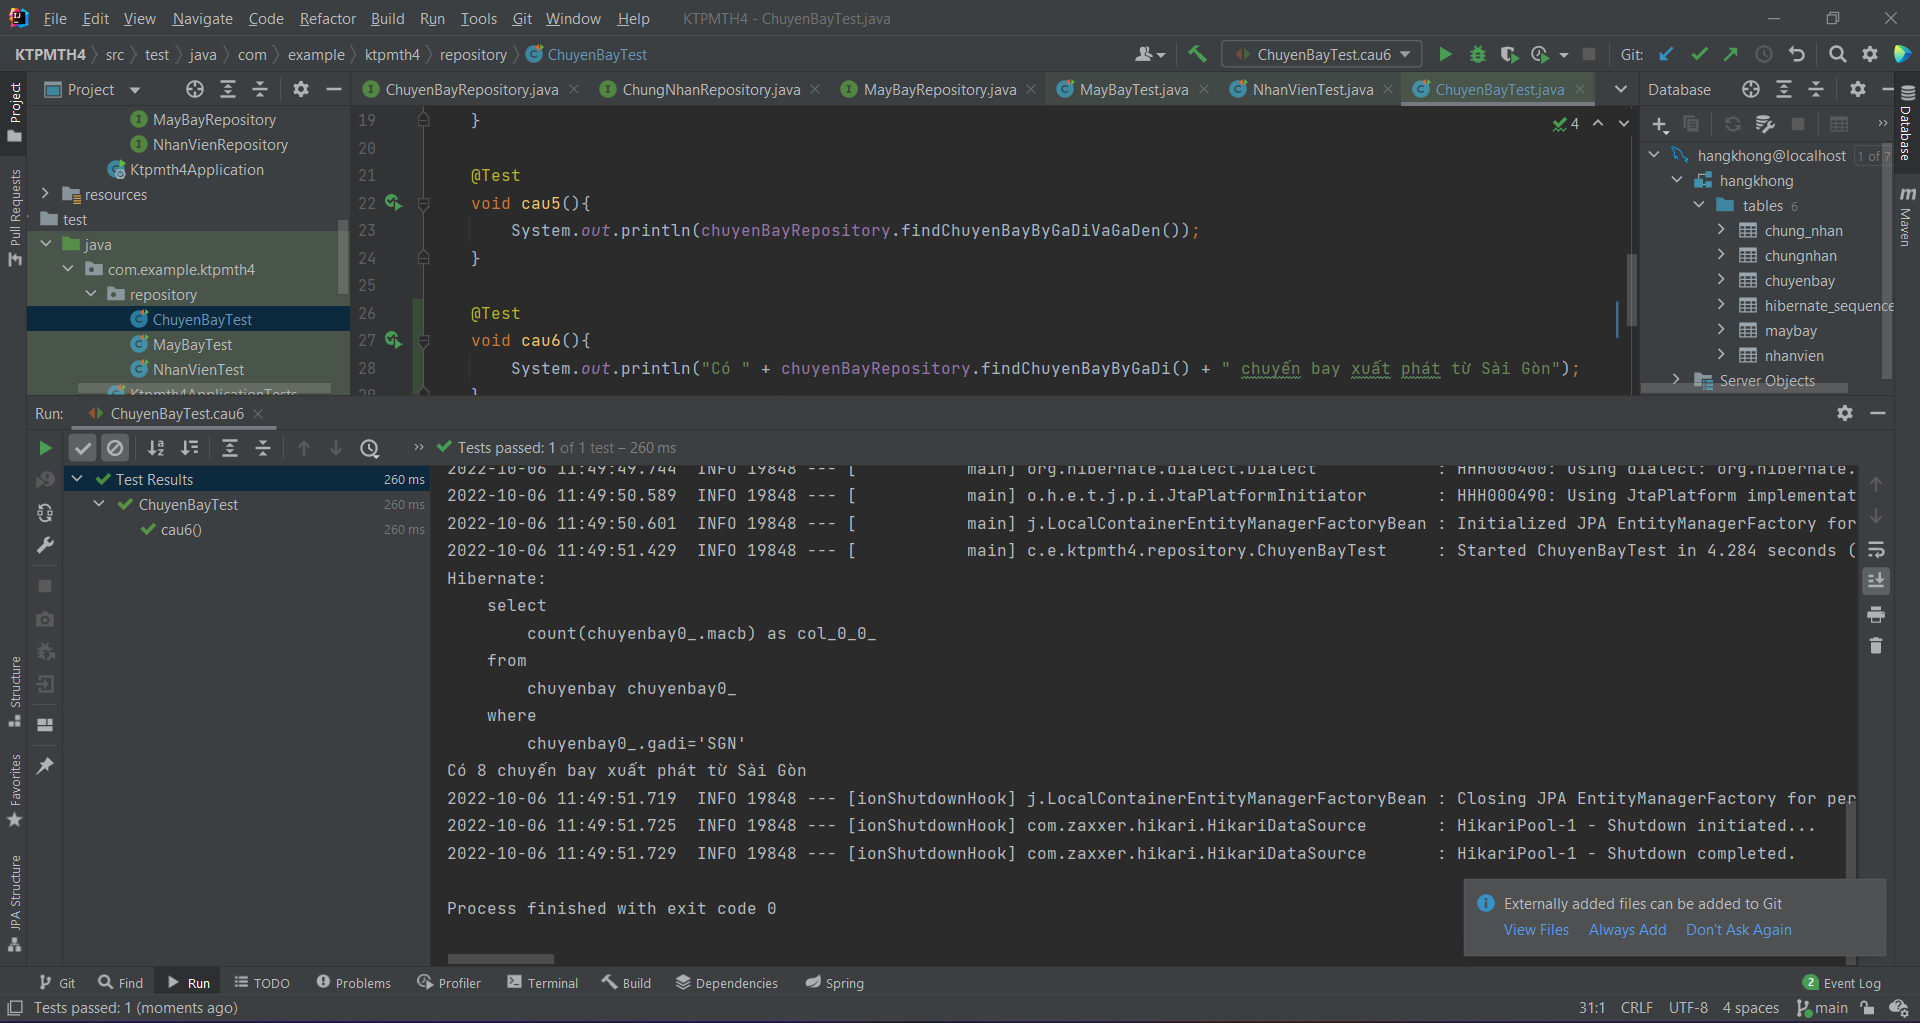 File Edit View Navigate Code Refactor Build Run Tools Git Window Help KTPMTH4 - ChuyenBayTest.java
KTPMTH4 src test java com example ktpmth4 repository ChuyenBayTest ChuyenBayTest.cau6 Git:
Project
Project
ChuyenBayRepository.java ChungNhanRepository.java MayBayRepository.java MayBayTest.java NhanVienTest.java ChuyenBayTest.java
Database
Database
Maven
Pull Requests
MayBayRepository
NhanVienRepository
Ktpmth4Application
resources
test
java
com.example.ktpmth4
repository
ChuyenBayTest
MayBayTest
NhanVienTest
Ktpmth4ApplicationTests
4
19 }
20
21 @Test
22 void cau5(){
23 System.out.println(chuyenBayRepository.findChuyenBayByGaDiVaGaDen());
24 }
25
26 @Test
27 void cau6(){
28 System.out.println("Có " + chuyenBayRepository.findChuyenBayByGaDi() + " chuyến bay xuất phát từ Sài Gòn");
29 }
hangkhong@localhost 1 of 7
hangkhong
tables 6
chung_nhan
chungnhan
chuyenbay
hibernate_sequence
maybay
nhanvien
Server Objects
Run: ChuyenBayTest.cau6
Tests passed: 1 of 1 test – 260 ms
Test Results 260 ms
ChuyenBayTest 260 ms
cau6() 260 ms
2022-10-06 11:49:49.744 INFO 19848 --- [ main] org.hibernate.dialect.Dialect : HHH000400: Using dialect: org.hibernate.
2022-10-06 11:49:50.589 INFO 19848 --- [ main] o.h.e.t.j.p.i.JtaPlatformInitiator : HHH000490: Using JtaPlatform implementat
2022-10-06 11:49:50.601 INFO 19848 --- [ main] j.LocalContainerEntityManagerFactoryBean : Initialized JPA EntityManagerFactory for
2022-10-06 11:49:51.429 INFO 19848 --- [ main] c.e.ktpmth4.repository.ChuyenBayTest : Started ChuyenBayTest in 4.284 seconds (
Hibernate:
select
count(chuyenbay0_.macb) as col_0_0_
from
chuyenbay chuyenbay0_
where
chuyenbay0_.gadi='SGN'
Có 8 chuyến bay xuất phát từ Sài Gòn
2022-10-06 11:49:51.719 INFO 19848 --- [ionShutdownHook] j.LocalContainerEntityManagerFactoryBean : Closing JPA EntityManagerFactory for per
2022-10-06 11:49:51.725 INFO 19848 --- [ionShutdownHook] com.zaxxer.hikari.HikariDataSource : HikariPool-1 - Shutdown initiated...
2022-10-06 11:49:51.729 INFO 19848 --- [ionShutdownHook] com.zaxxer.hikari.HikariDataSource : HikariPool-1 - Shutdown completed.
Process finished with exit code 0
Structure
Favorites
JPA Structure
Externally added files can be added to Git
View Files Always Add Don't Ask Again
Git Find Run TODO Problems Profiler Terminal Build Dependencies Spring 2 Event Log
Tests passed: 1 (moments ago) 31:1 CRLF UTF-8 4 spaces main